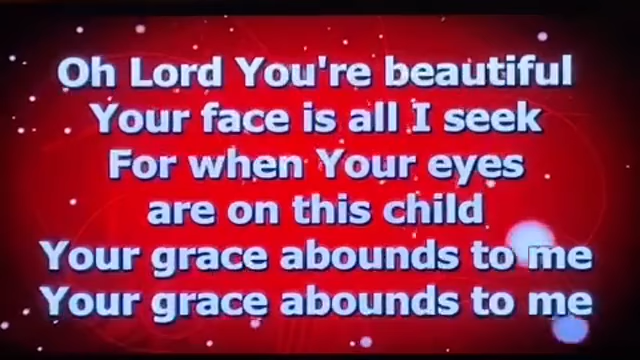 Oh Lord You're beautiful
Your face is all I seek
For when Your eyes
are on this child
Your grace abounds to me
Your grace abounds to me